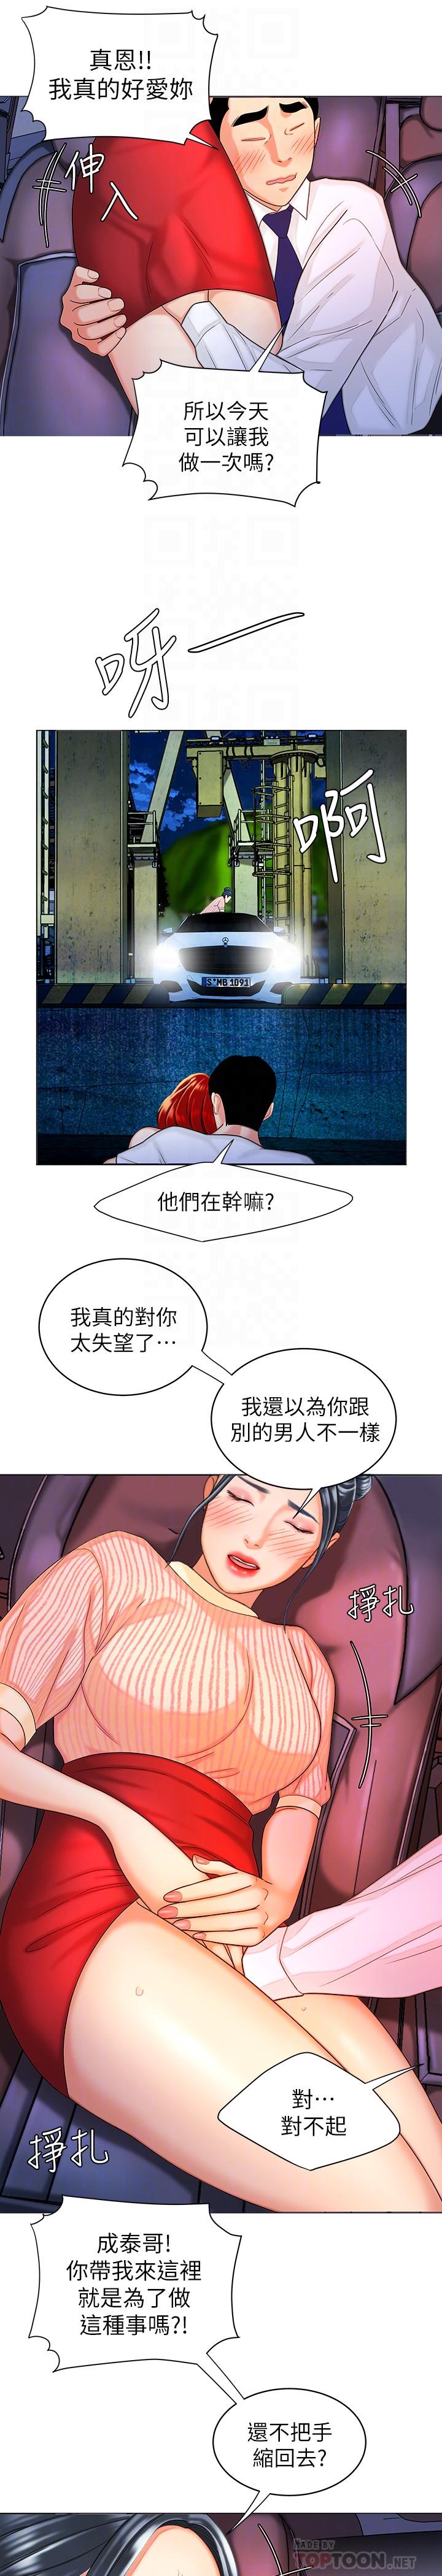 真恩!!
我真的好愛妳
伸
入
所以今天
可以讓我
做一次嗎?
呀一
啊
S*MB 1091
他們在幹嘛?
我真的對你
太失望了⋯
我還以為你跟
別的男人不一樣
掙扎
對⋯
對不起
掙扎
成泰哥!
你帶我來這裡
就是為了做
這種事嗎?!
還不把手
縮回去?
MADE BY
TOPTOON.NET